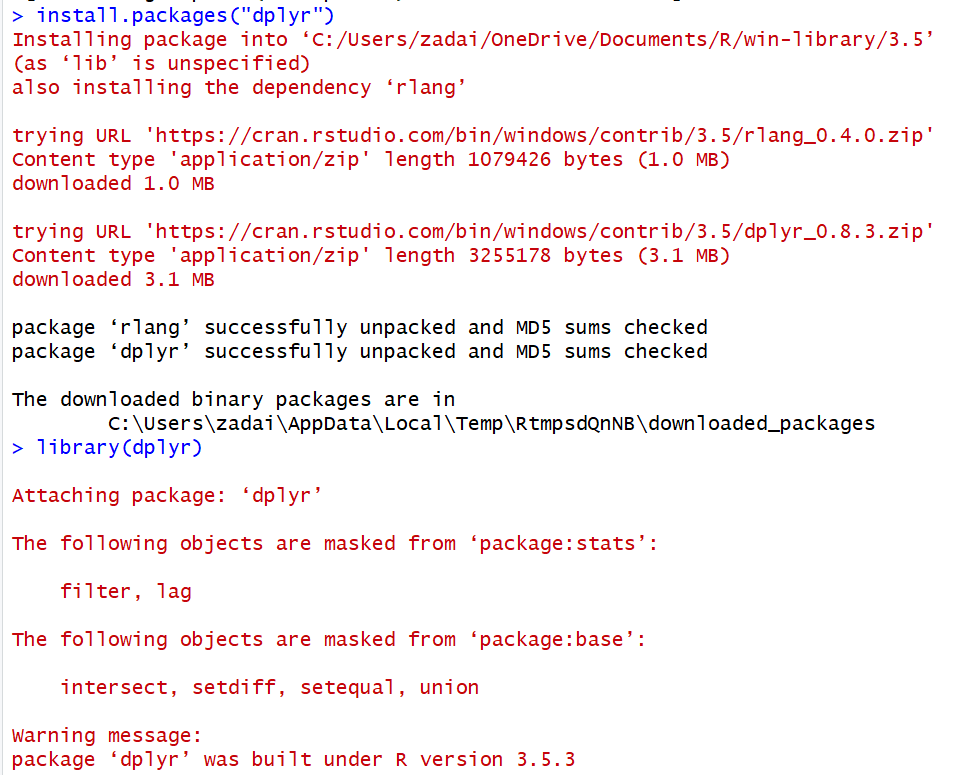 > install.packages("dplyr")
Installing package into ‘C:/Users/zadai/OneDrive/Documents/R/win-library/3.5’
(as ‘lib’ is unspecified)
also installing the dependency ‘rlang’
trying URL 'https://cran.rstudio.com/bin/windows/contrib/3.5/rlang_0.4.0.zip'
Content type 'application/zip' length 1079426 bytes (1.0 MB)
downloaded 1.0 MB
trying URL 'https://cran.rstudio.com/bin/windows/contrib/3.5/dplyr_0.8.3.zip'
Content type 'application/zip' length 3255178 bytes (3.1 MB)
downloaded 3.1 MB
package ‘rlang’ successfully unpacked and MD5 sums checked
package ‘dplyr’ successfully unpacked and MD5 sums checked
The downloaded binary packages are in
C:\Users\zadai\AppData\Local\Temp\RtmpsdQnNB\downloaded_packages
> library(dplyr)
Attaching package: ‘dplyr’
The following objects are masked from ‘package:stats’:
filter, lag
The following objects are masked from ‘package:base’:
intersect, setdiff, setequal, union
Warning message:
package ‘dplyr’ was built under R version 3.5.3